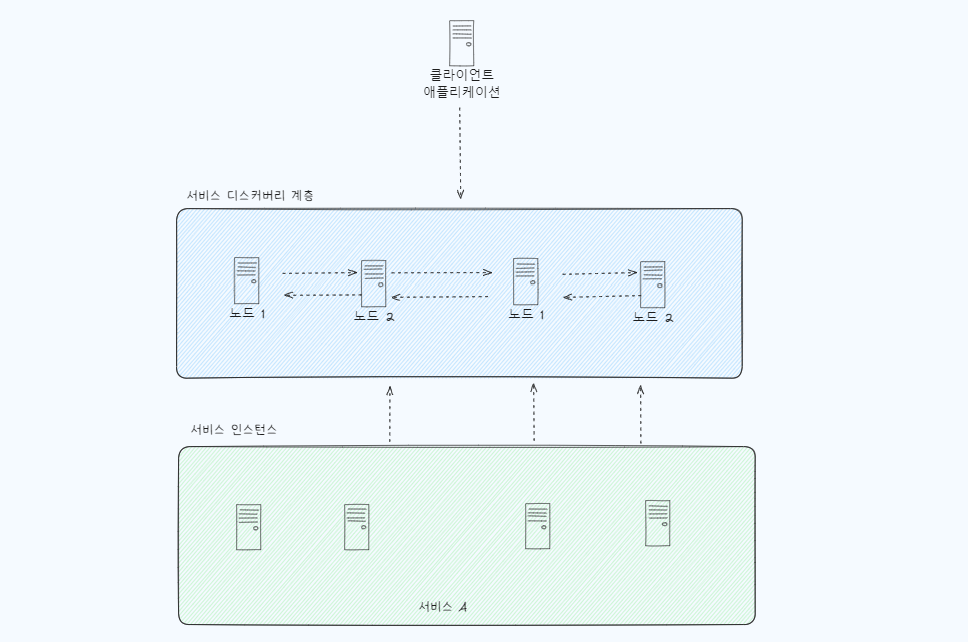 클라이언트
애플리케이션
서비스 디스커버리 계층
노드 1
노드 2
노드 1
노드 2
서비스 인스턴스
서비스 A